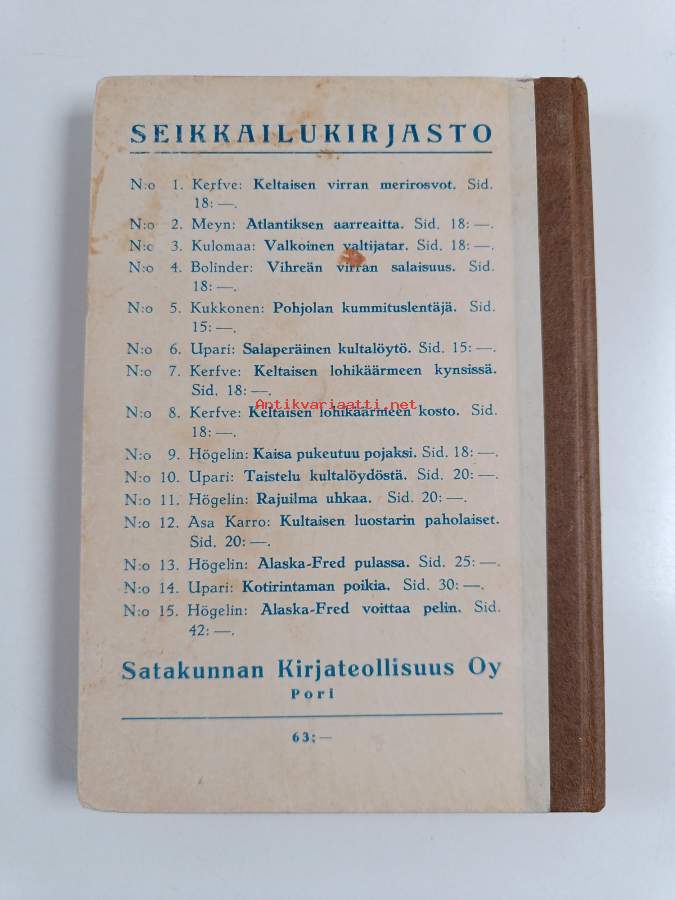 SEIKKAILUKIRJASTO
N:o 1. Kerfve: Keltaisen virran merirosvot. Sid.
18: —.
N:o 2. Meyn: Atlantiksen aarreaitta. Sid. 18: —.
N:o 3. Kulomaa: Valkoinen valtijatar. Sid. 18: —.
N:o 4. Bolinder: Vihreän virran salaisuus. Sid.
18: —.
N:o 5. Kukkonen: Pohjolan kummituslentäjä. Sid.
15: —.
N:o 6. Upari: Salaperäinen kultalöytö. Sid. 15: —.
N:o 7. Kerfve: Keltaisen lohikäärmeen kynsissä.
Sid. 18: —.
Antikvariaatti.net
N:o 8. Kerfve: Keltaisen lohikäärmeen kosto. Sid.
18: —.
N:o 9. Högelin: Kaisa pukeutuu pojaksi. Sid. 18: —.
N:o 10. Upari: Taistelu kultalöydöstä. Sid. 20: —.
N:o 11. Högelin: Rajuilma uhkaa. Sid. 20: —.
N:o 12. Asa Karro: Kultaisen luostarin paholaiset.
Sid. 20: —.
N:o 13. Högelin: Alaska-Fred pulassa. Sid. 25: —.
N:o 14. Upari: Kotirintaman poikia. Sid. 30: —.
N:o 15. Högelin: Alaska-Fred voittaa pelin. Sid.
42: —.
Satakunnan Kirjateollisuus Oy
Pori
63: —